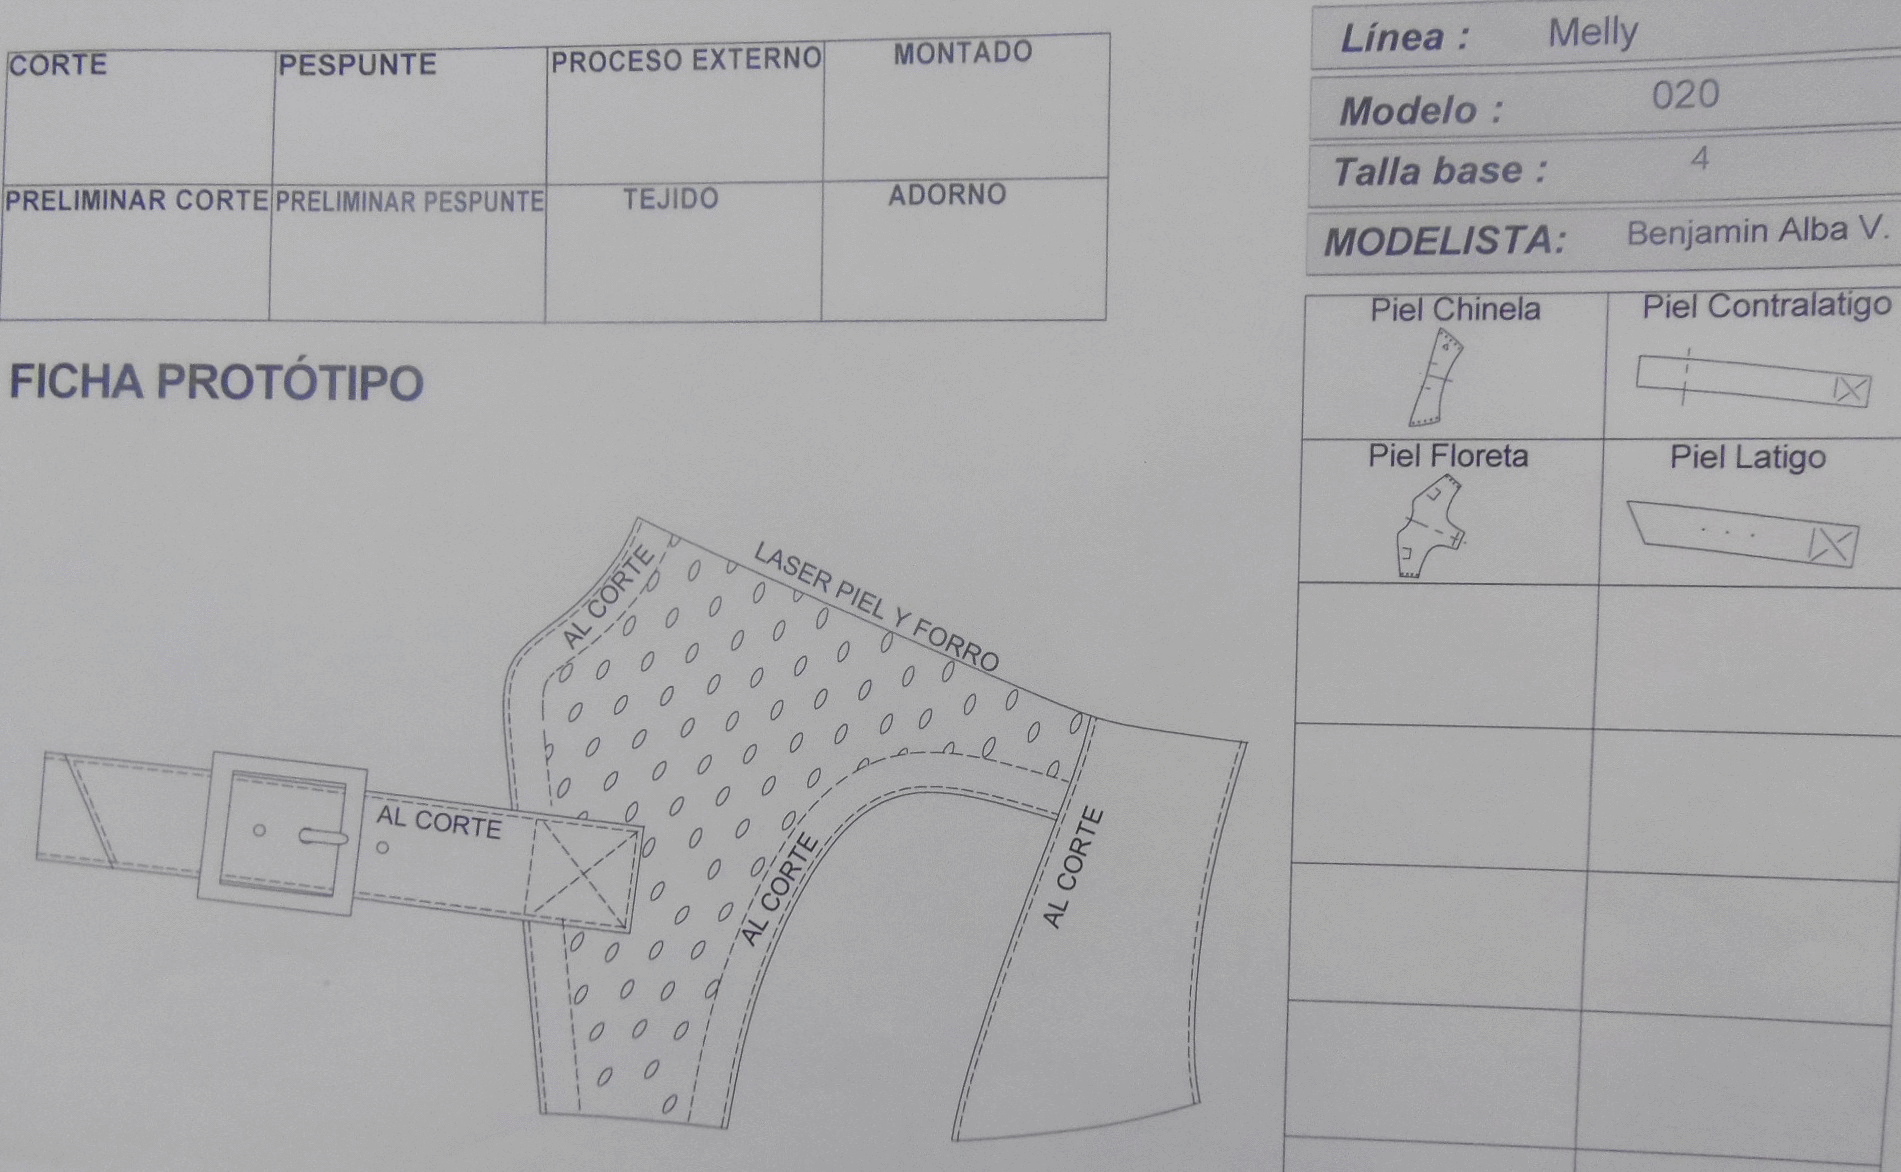 CORTE
PESPUNTE
PROCESO EXTERNO
MONTADO
PRELIMINAR CORTE
PRELIMINAR PESPUNTE
TEJIDO
ADORNO
Línea : Melly
Modelo : 020
Talla base : 4
MODELISTA: Benjamin Alba V.
FICHA PROTÓTIPO
Piel Chinela
Piel Contralatigo
Piel Floreta
Piel Latigo
AL CORTE
LASER PIEL Y FORRO
AL CORTE
AL CORTE
AL CORTE